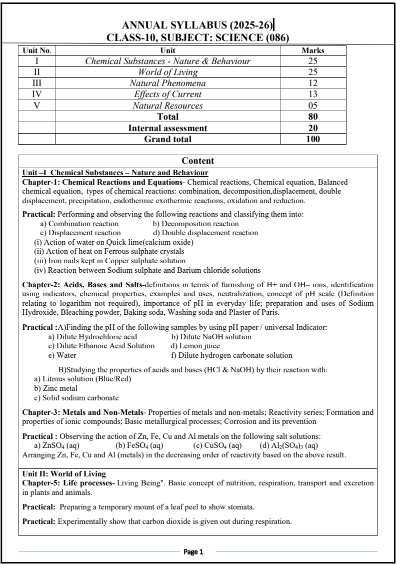 ANNUAL SYLLABUS (2025-26)
CLASS-10, SUBJECT: SCIENCE (086)
Unit No. Unit Marks
I Chemical Substances - Nature & Behaviour 25
II World of Living 25
III Natural Phenomena 12
IV Effects of Current 13
V Natural Resources 05
Total 80
Internal assessment 20
Grand total 100
Content
Unit –I Chemical Substances – Nature and Behaviour
Chapter-1: Chemical Reactions and Equations- Chemical reactions, Chemical equation, Balanced
chemical equation, types of chemical reactions: combination, decomposition,displacement, double
displacement, precipitation, endothermic exothermic reactions, oxidation and reduction.
Practical: Performing and observing the following reactions and classifying them into:
a) Combination reaction b) Decomposition reaction
c) Displacement reaction d) Double displacement reaction
(i) Action of water on Quick lime(calcium oxide)
(ii) Action of heat on Ferrous sulphate crystals
(iii) Iron nails kept in Copper sulphate solution
(iv) Reaction between Sodium sulphate and Barium chloride solutions
Chapter-2: Acids, Bases and Salts-definitions in terms of furnishing of H+ and OH– ions, identification
using indicators, chemical properties, examples and uses, neutralization, concept of pH scale (Definition
relating to logarithm not required), importance of pH in everyday life; preparation and uses of Sodium
Hydroxide, Bleaching powder, Baking soda, Washing soda and Plaster of Paris.
Practical :A)Finding the pH of the following samples by using pH paper / universal Indicator:
a) Dilute Hydrochloric acid b) Dilute NaOH solution
c) Dilute Ethanoic Acid Solution d) Lemon juice
e) Water f) Dilute hydrogen carbonate solution
B)Studying the properties of acids and bases (HCl & NaOH) by their reaction with:
a) Litmus solution (Blue/Red)
b) Zinc metal
c) Solid sodium carbonate
Chapter-3: Metals and Non-Metals- Properties of metals and non-metals; Reactivity series; Formation and
properties of ionic compounds; Basic metallurgical processes; Corrosion and its prevention
Practical : Observing the action of Zn, Fe, Cu and Al metals on the following salt solutions:
a) ZnSO₄ (aq) (b) FeSO₄ (aq) (c) CuSO₄ (aq) (d) Al₂(SO₄)₃ (aq)
Arranging Zn, Fe, Cu and Al (metals) in the decreasing order of reactivity based on the above result.
Unit II: World of Living
Chapter-5: Life processes- Living Being". Basic concept of nutrition, respiration, transport and excretion
in plants and animals.
Practical: Preparing a temporary mount of a leaf peel to show stomata.
Practical: Experimentally show that carbon dioxide is given out during respiration.
Page 1